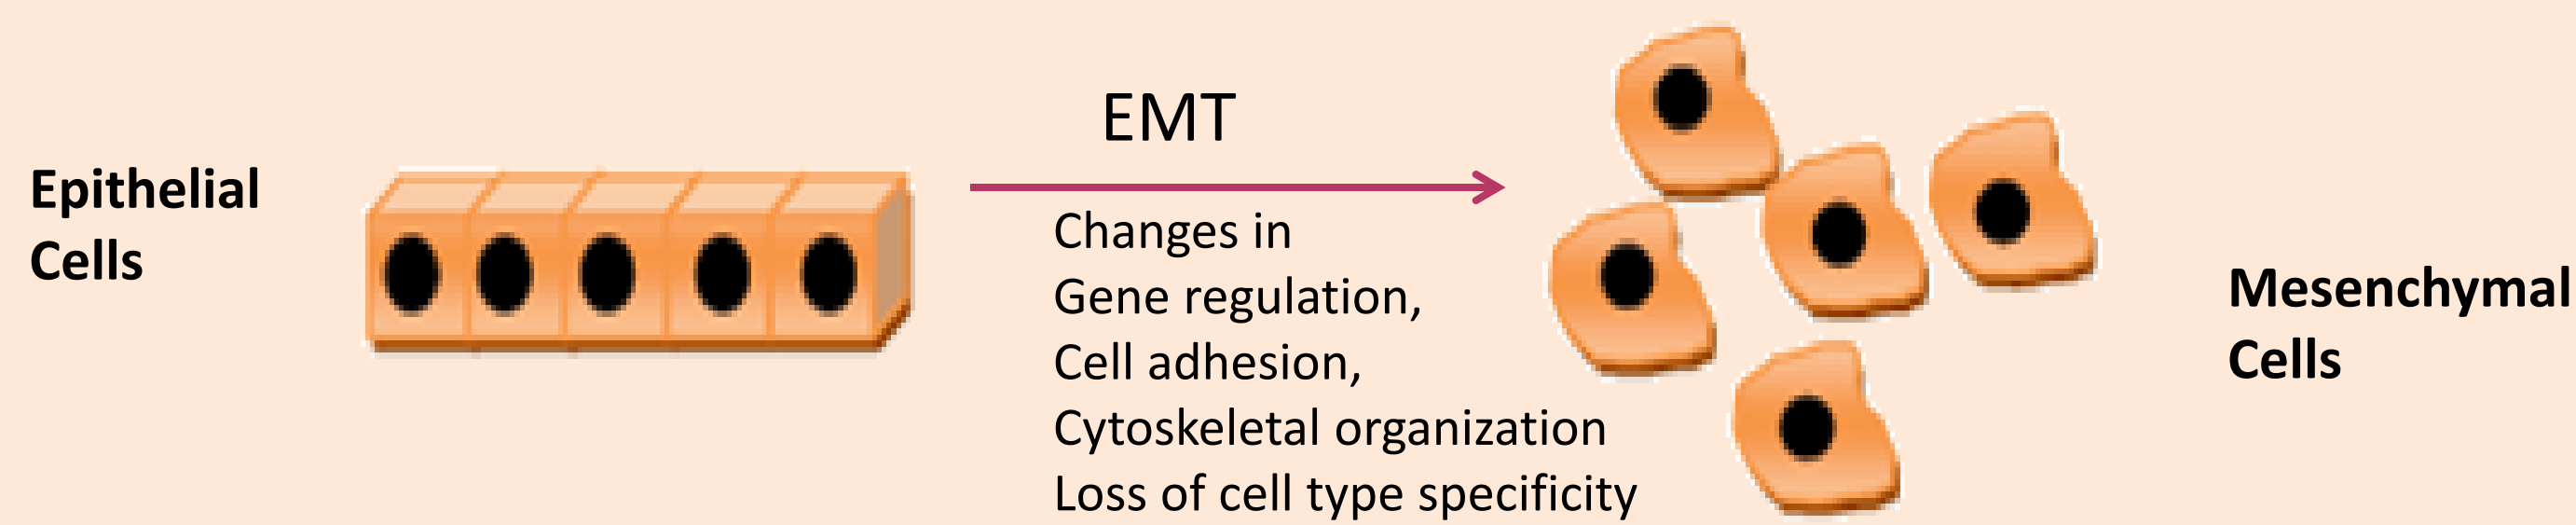 Epithelial
Cells
EMT
Changes in
Gene regulation,
Cell adhesion,
Cytoskeletal organization
Loss of cell type specificity
Mesenchymal
Cells